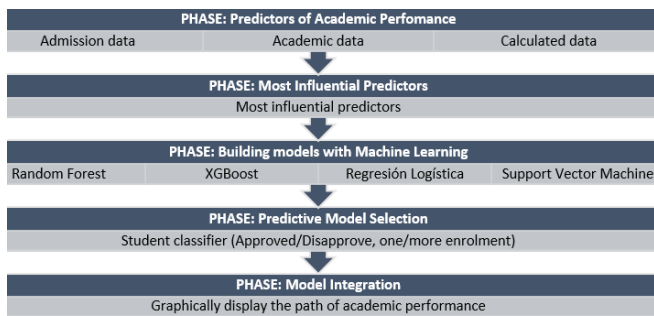 PHASE: Predictors of Academic Perfomance
Admission data Academic data Calculated data
PHASE: Most Influential Predictors
Most influential predictors
PHASE: Building models with Machine Learning
Random Forest XGBoost Regresión Logística Support Vector Machine
PHASE: Predictive Model Selection
Student classifier (Approved/Disapprove, one/more enrolment)
PHASE: Model Integration
Graphically display the path of academic performance